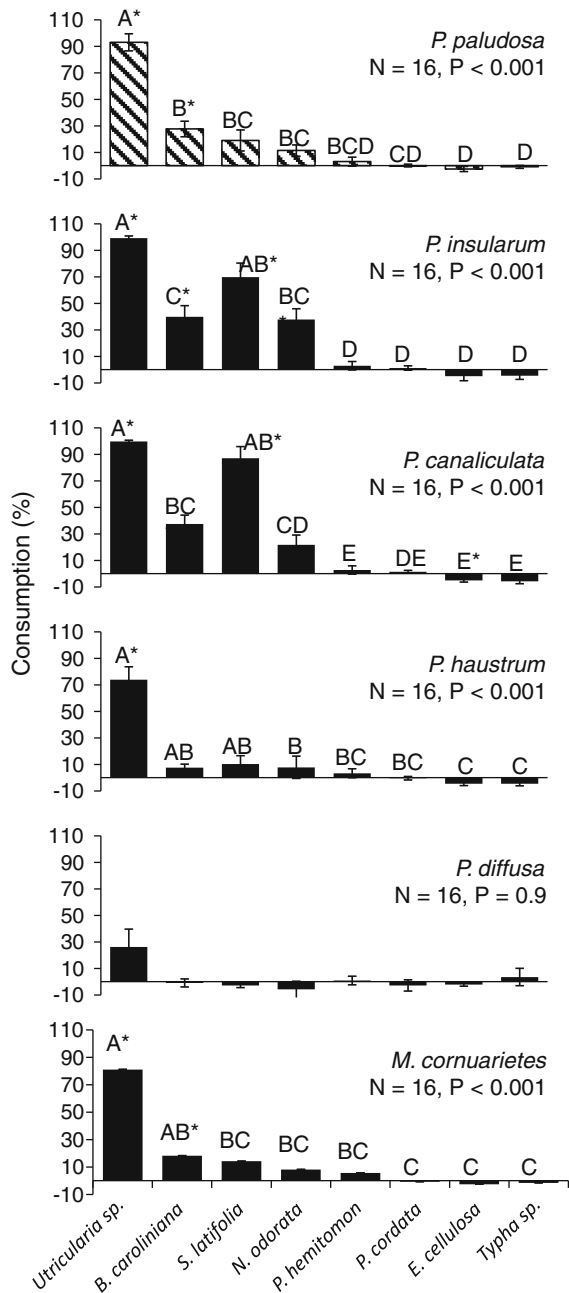 110
90
70
50
30
10
-10
A*
B*
BC
BC
BCD
CD
D
D
P. paludosa
N = 16, P < 0.001
110
90
70
50
30
10
-10
A*
C*
AB*
BC
D
D
D
D
P. insularum
N = 16, P < 0.001
110
90
70
50
30
10
-10
A*
BC
AB*
CD
E
DE
E*
E
P. canaliculata
N = 16, P < 0.001
Consumption (%)
110
90
70
50
30
10
-10
A*
AB
AB
B
BC
BC
C
C
P. haustrum
N = 16, P < 0.001
110
90
70
50
30
10
-10
P. diffusa
N = 16, P = 0.9
110
90
70
50
30
10
-10
A*
AB*
BC
BC
BC
C
C
C
M. cornuarietes
N = 16, P < 0.001
Utricularia sp.
B. caroliniana
S. latifolia
N. odorata
P. hemitomon
P. cordata
E. cellulosa
Typha sp.